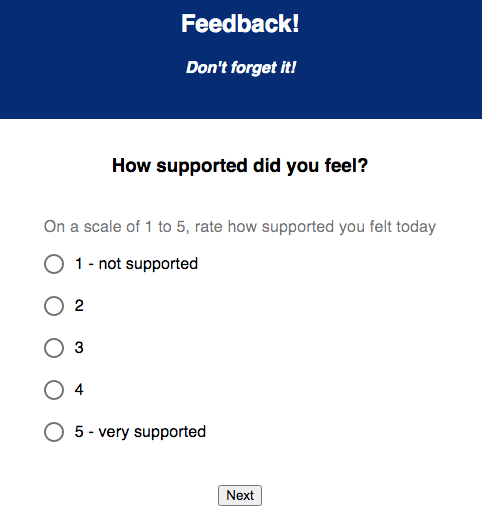 Feedback!
Don't forget it!
How supported did you feel?
On a scale of 1 to 5, rate how supported you felt today
1 - not supported
2
3
4
5 - very supported
Next